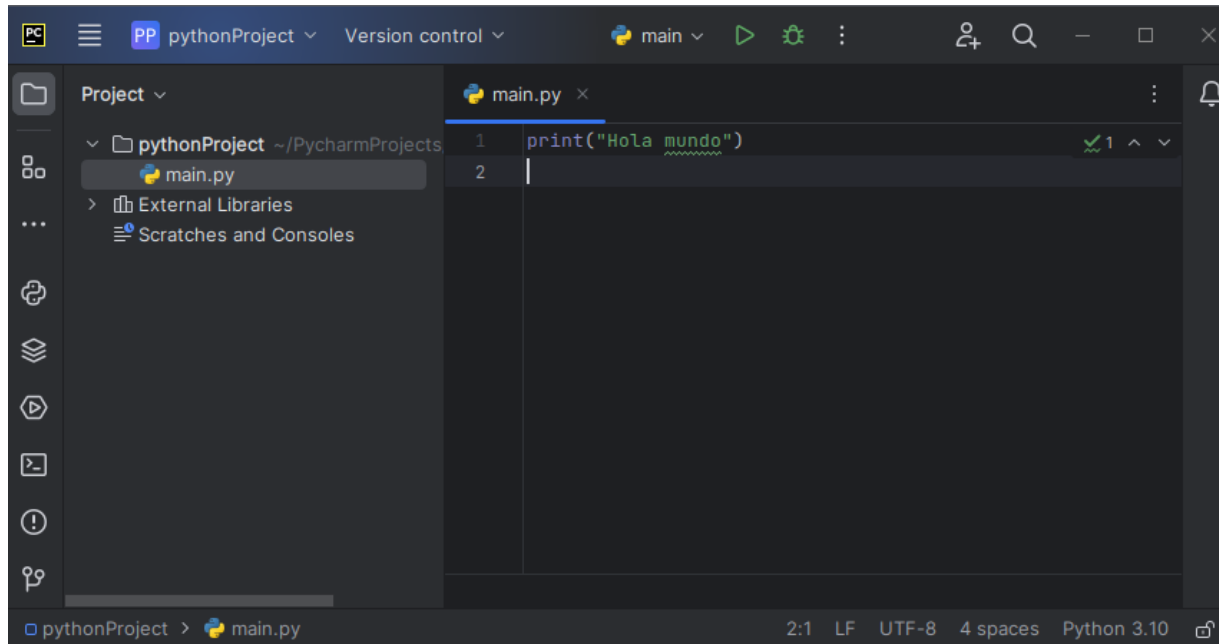 PC PP pythonProject Version control main
Project
main.py
pythonProject ~/PycharmProjects
1 print("Hola mundo") 1
main.py
2
External Libraries
Scratches and Consoles
pythonProject > main.py 2:1 LF UTF-8 4 spaces Python 3.10